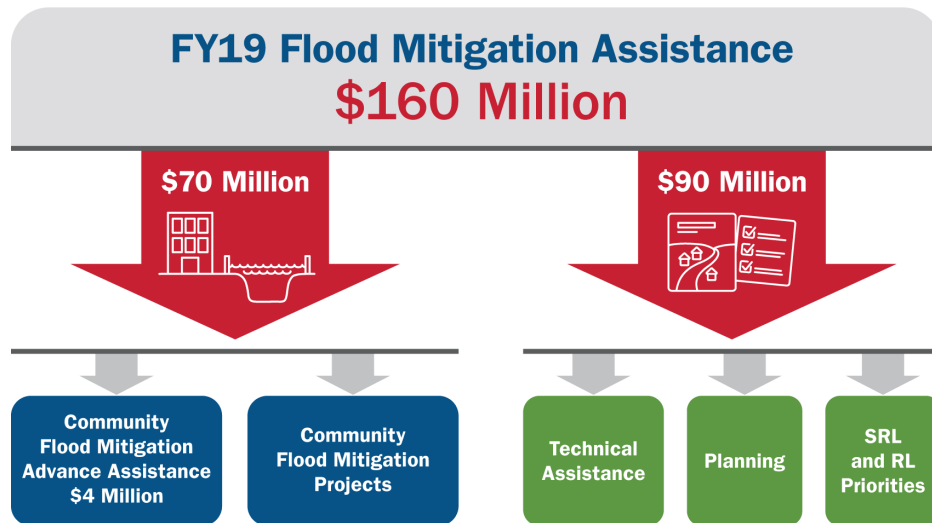 FY19 Flood Mitigation Assistance
$160 Million
$70 Million
$90 Million
Community
Flood Mitigation
Advance Assistance
$4 Million
Community
Flood Mitigation
Projects
Technical
Assistance
Planning
SRL
and RL
Priorities